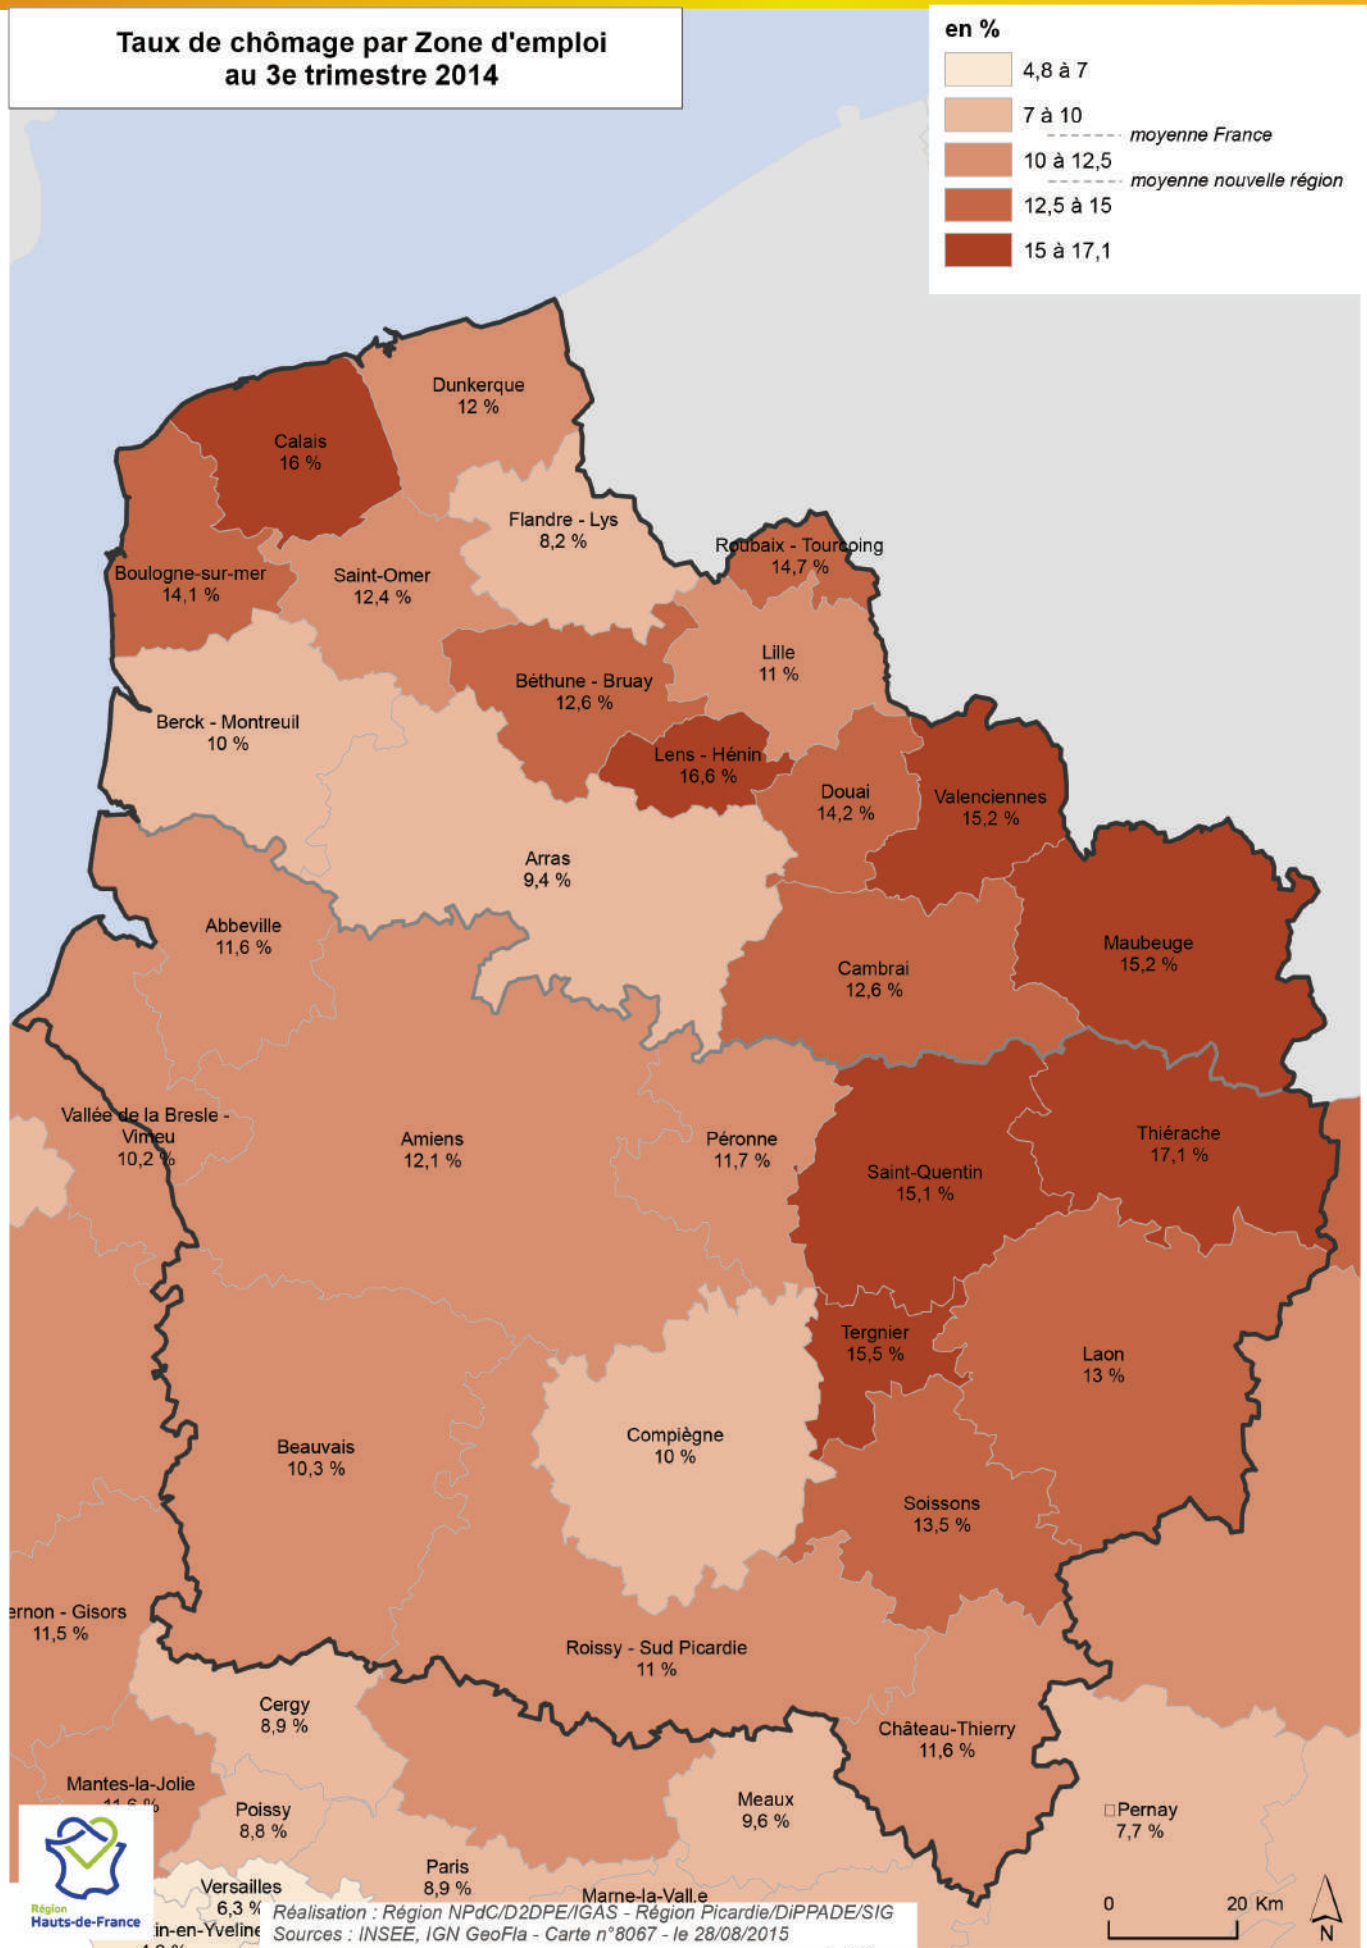 Taux de chômage par Zone d'emploi
au 3e trimestre 2014
en %
4,8 à 7
7 à 10
moyenne France
10 à 12,5
moyenne nouvelle région
12,5 à 15
15 à 17,1
Dunkerque
12 %
Calais
16 %
Flandre - Lys
8,2 %
Roubaix - Tourcoing
14,7 %
Boulogne-sur-mer
14,1 %
Saint-Omer
12,4 %
Lille
11 %
Béthune - Bruay
12,6 %
Berck - Montreuil
10 %
Lens - Hénin
16,6 %
Douai
14,2 %
Valenciennes
15,2 %
Arras
9,4 %
Abbeville
11,6 %
Cambrai
12,6 %
Maubeuge
15,2 %
Vallée de la Bresle -
Vimeu
10,2 %
Amiens
12,1 %
Péronne
11,7 %
Saint-Quentin
15,1 %
Thiérache
17,1 %
Tergnier
15,5 %
Laon
13 %
Beauvais
10,3 %
Compiègne
10 %
Soissons
13,5 %
ernon - Gisors
11,5 %
Roissy - Sud Picardie
11 %
Cergy
8,9 %
Château-Thierry
11,6 %
Mantes-la-Jolie
11,6 %
Poissy
8,8 %
Meaux
9,6 %
□Pernay
7,7 %
Paris
8,9 %
Versailles
6,3 %
Marne-la-Vall.e
in-en-Yveline
Région
Hauts-de-France
Réalisation : Région NPdC/D2DPE/IGAS - Région Picardie/DiPPADE/SIG
Sources : INSEE, IGN GeoFla - Carte n°8067 - le 28/08/2015
0 20 Km
N